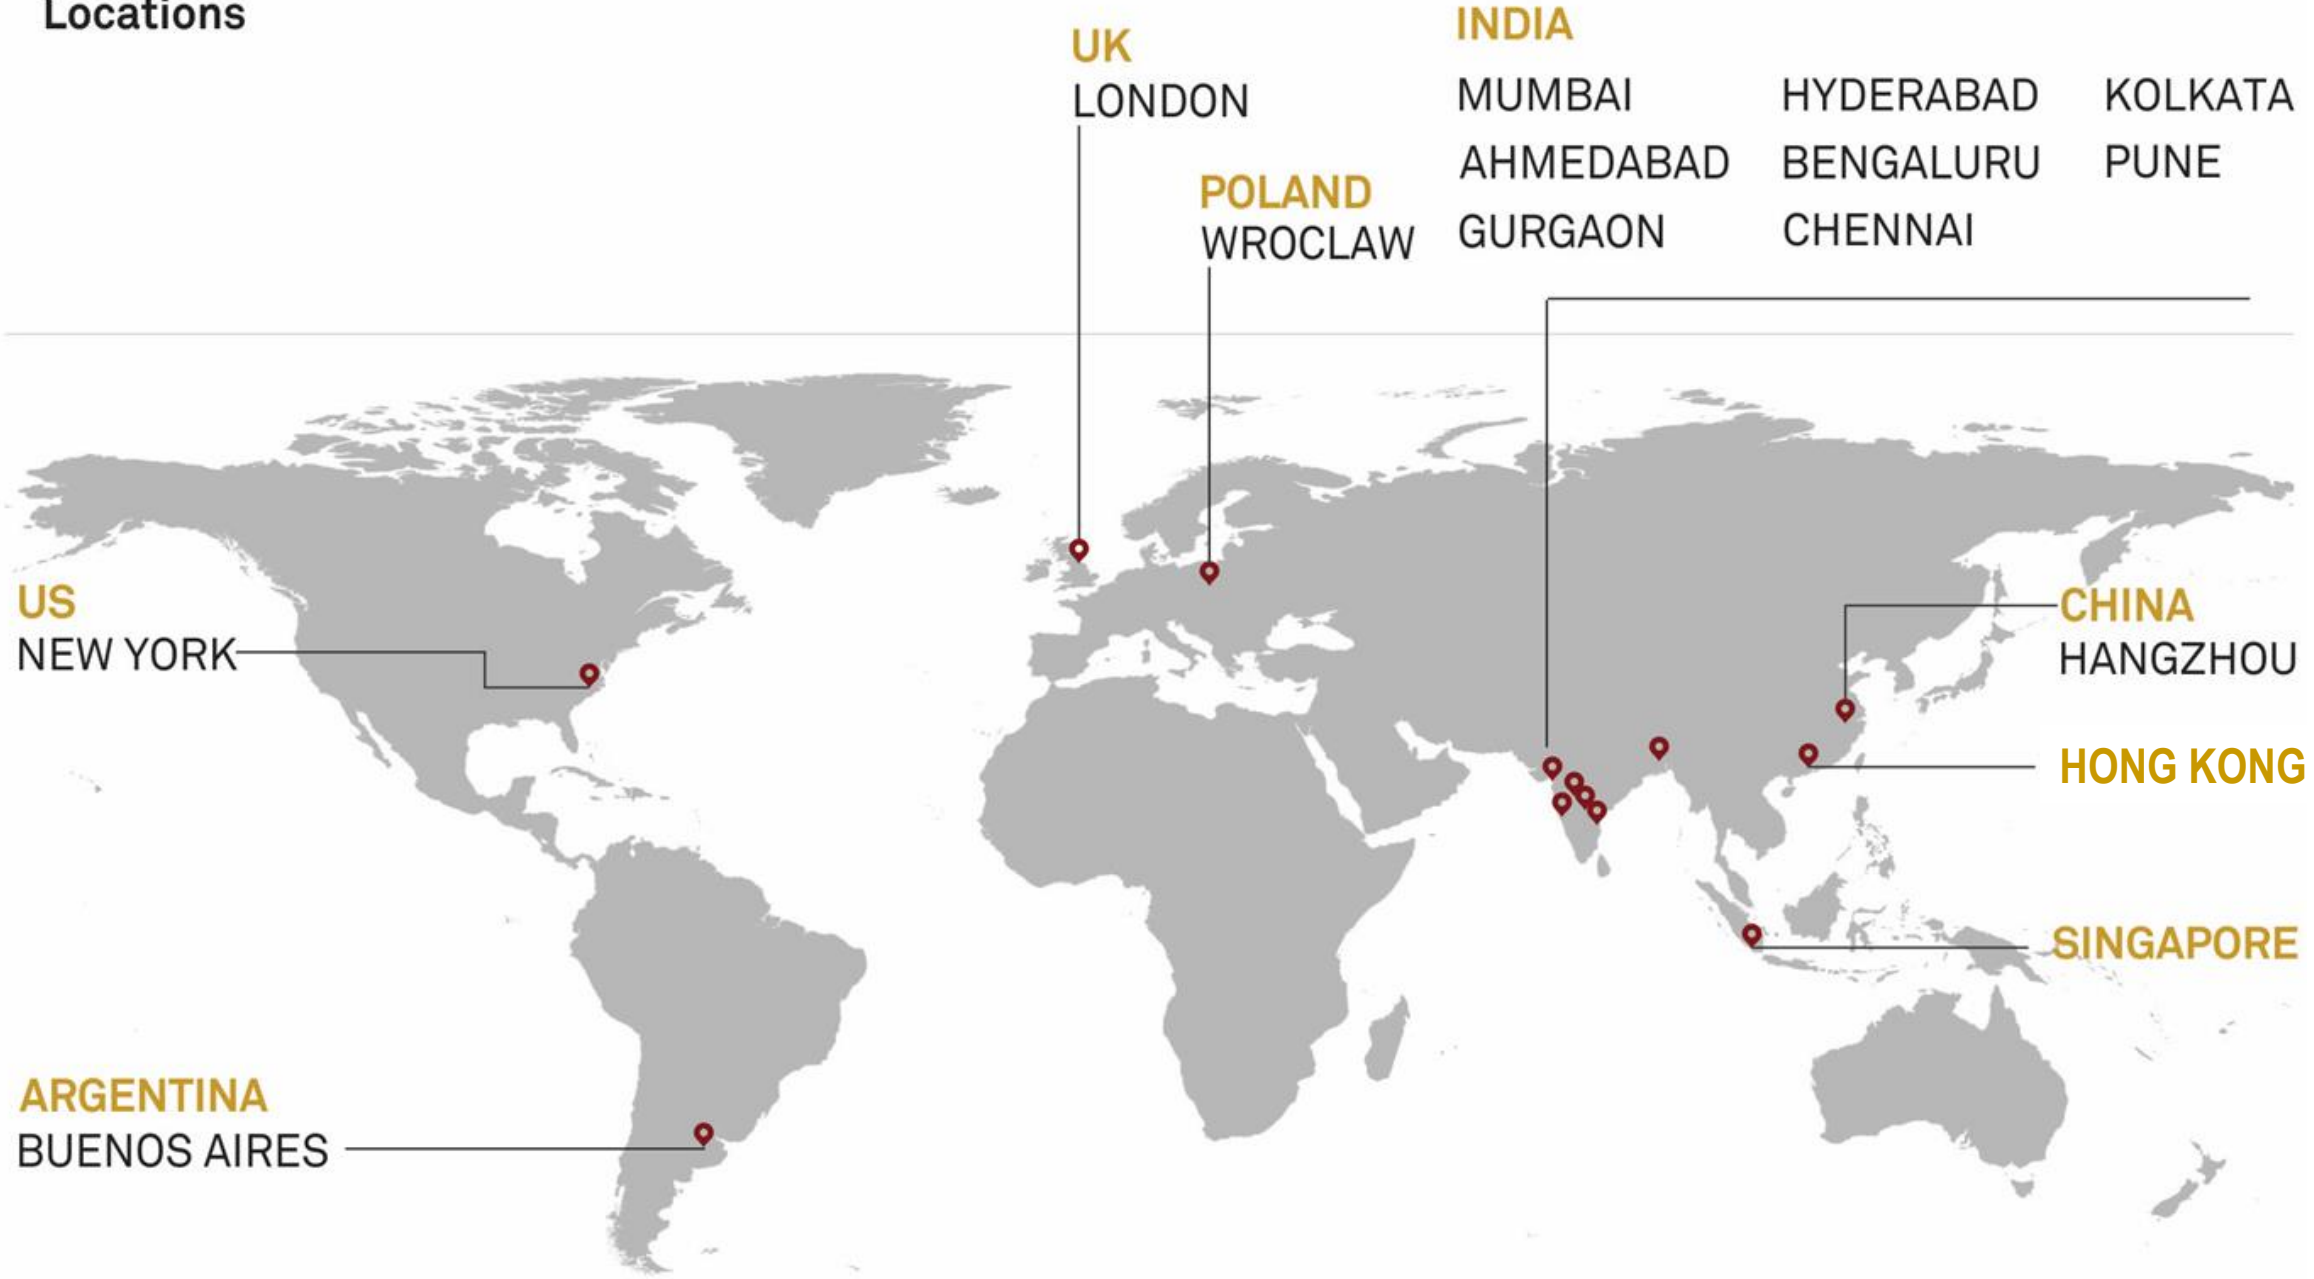 Locations
UK
LONDON
POLAND
WROCLAW
INDIA
MUMBAI HYDERABAD KOLKATA
AHMEDABAD BENGALURU PUNE
GURGAON CHENNAI
US
NEW YORK
CHINA
HANGZHOU
HONG KONG
SINGAPORE
ARGENTINA
BUENOS AIRES